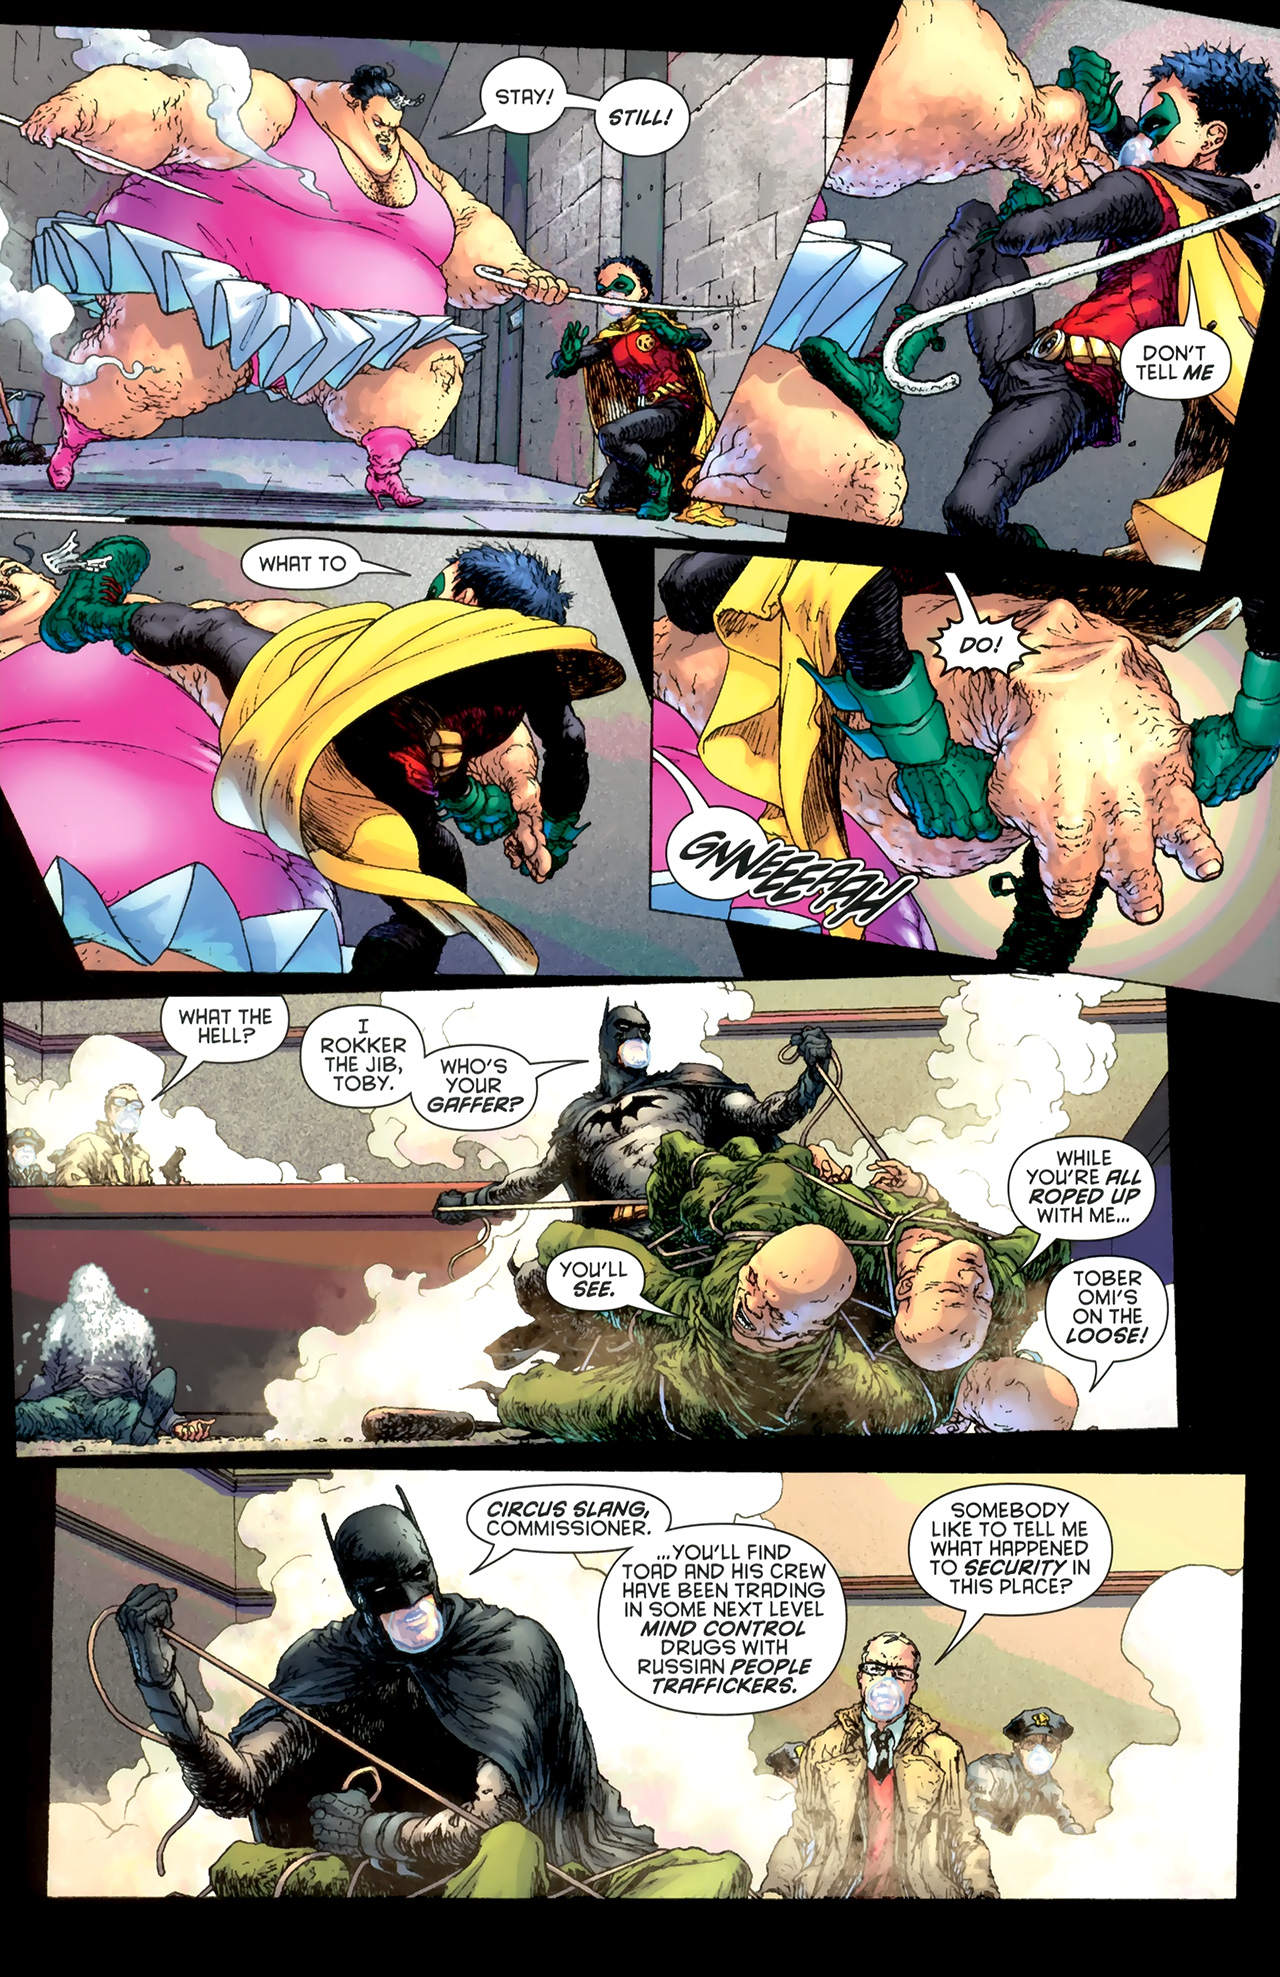 STAY!
STILL!
DON'T
TELL ME
WHAT TO
DO!
GNNEEEAAAH
WHAT THE
HELL?
I
ROKKER
THE JIB,
TOBY.
WHO'S
YOUR
GAFFER?
YOU'LL
SEE.
WHILE
YOU'RE ALL
ROPED UP
WITH ME...
TOBER
OMI'S
ON THE
LOOSE!
CIRCUS SLANG,
COMMISSIONER.
...YOU'LL FIND
TOAD AND HIS CREW
HAVE BEEN TRADING
IN SOME NEXT LEVEL
MIND CONTROL
DRUGS WITH
RUSSIAN PEOPLE
TRAFFICKERS.
SOMEBODY
LIKE TO TELL ME
WHAT HAPPENED
TO SECURITY IN
THIS PLACE?